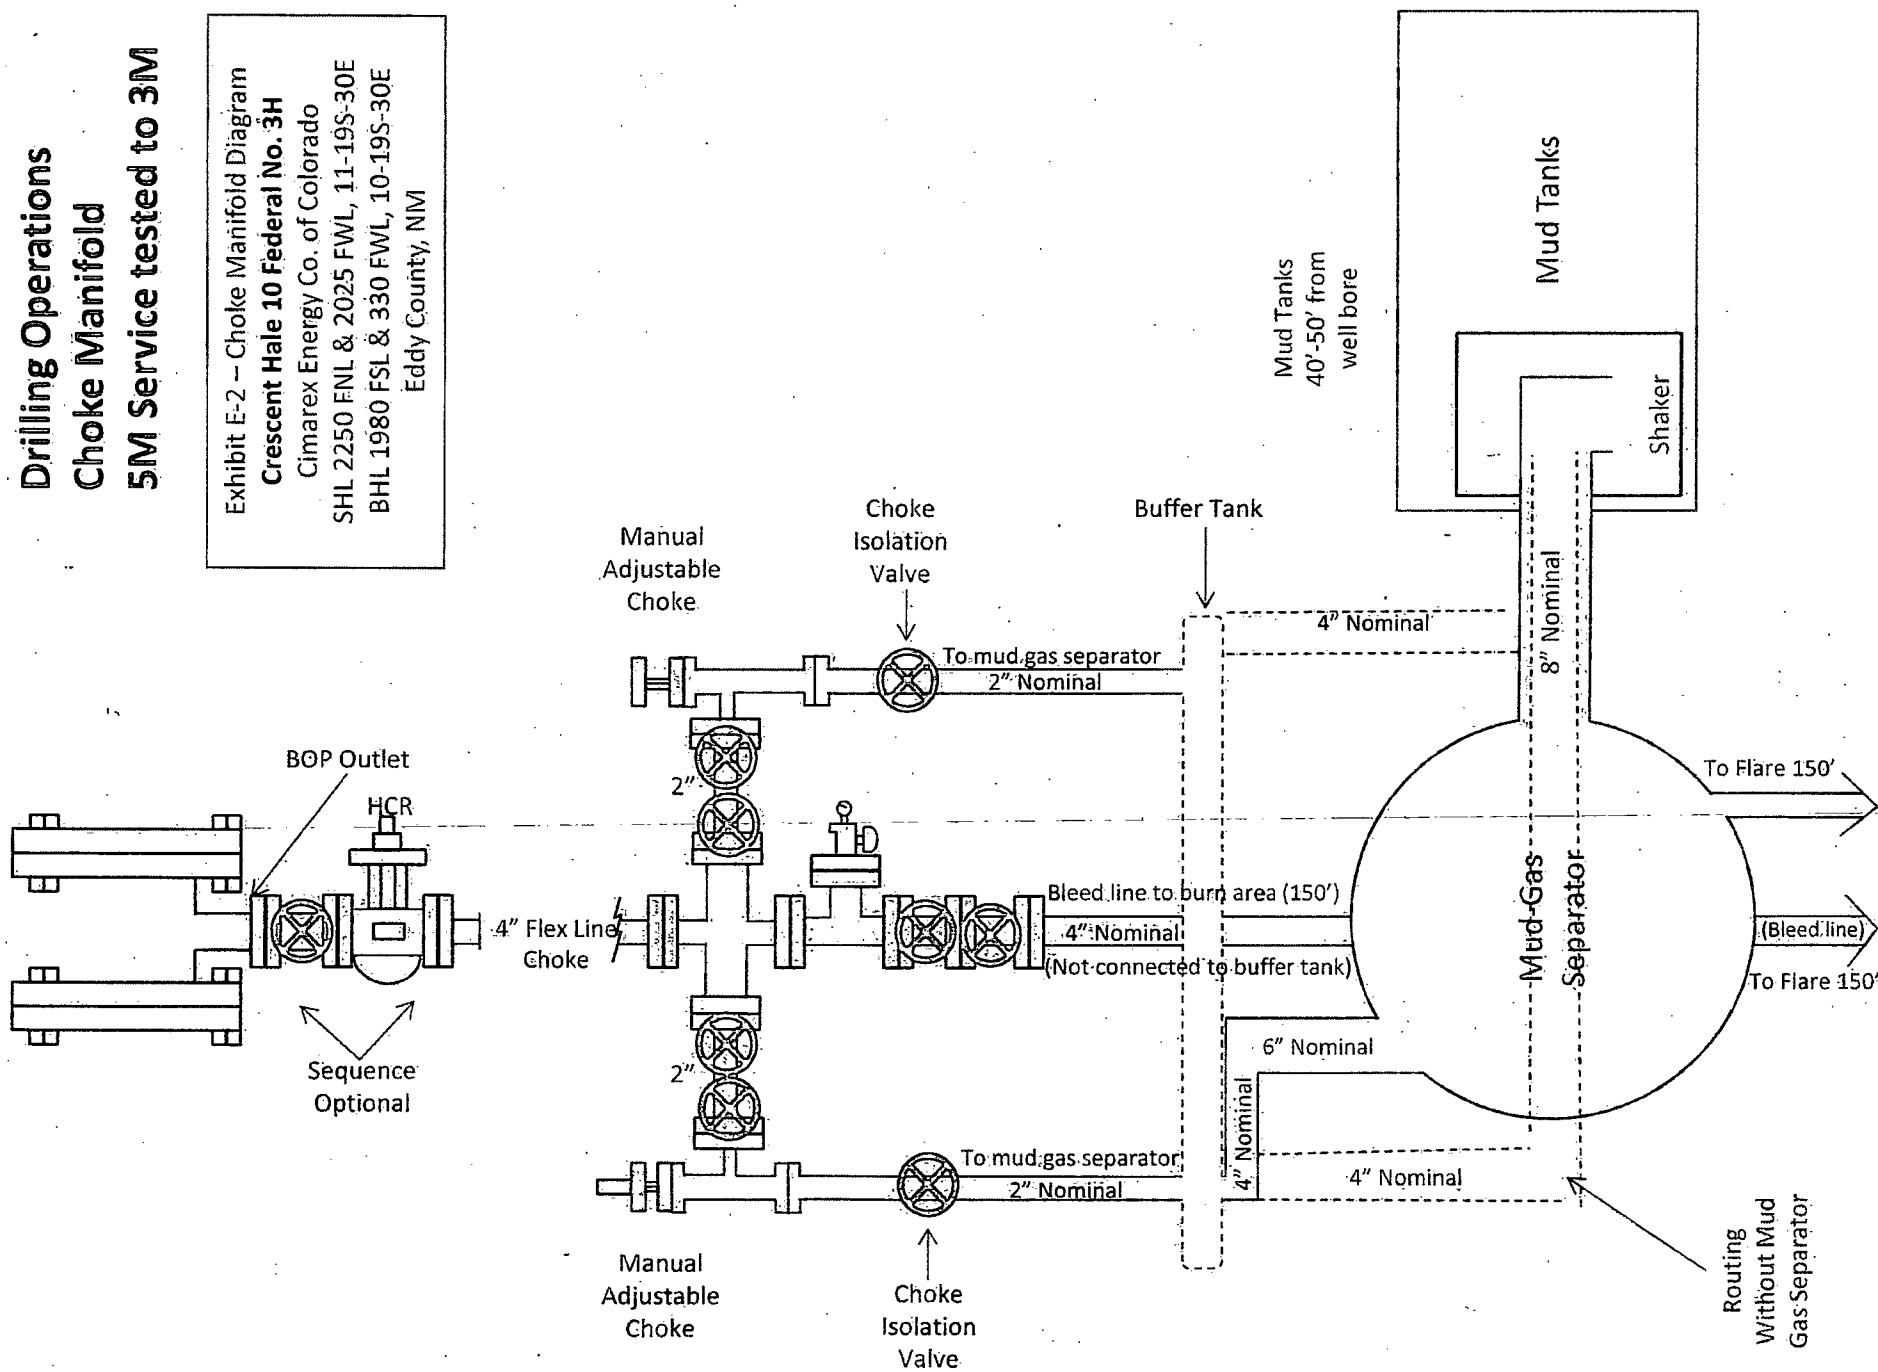 Drilling Operations
Choke Manifold
5M Service tested to 3M
Exhibit E-2 – Choke Manifold Diagram
Crescent Hale 10 Federal No. 3H
Cimarex Energy Co. of Colorado
SHL 2250 FNL & 2025 FWL, 11-19S-30E
BHL 1980 FSL & 330 FWL, 10-19S-30E
Eddy County, NM
Mud Tanks
Mud Tanks
40'-50' from
well bore
Shaker
Manual
Adjustable
Choke
Choke
Isolation
Valve
Buffer Tank
4" Nominal
8" Nominal
To mud gas separator
2" Nominal
BOP Outlet
HCR
2"
To Flare 150'
Bleed line to burn area (150')
4" Nominal
(Not connected to buffer tank)
4" Flex Line
Choke
Mud-Gas
Separator
(Bleed line)
To Flare 150'
Sequence
Optional
2"
6" Nominal
4" Nominal
To mud gas separator
2" Nominal
4" Nominal
Manual
Adjustable
Choke
Choke
Isolation
Valve
Routing
Without Mud
Gas Separator